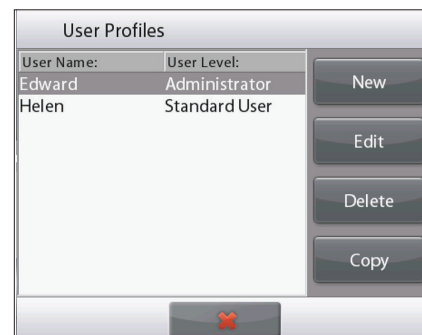 User Profiles
User Name: User Level:
Edward Administrator
Helen Standard User
New
Edit
Delete
Copy